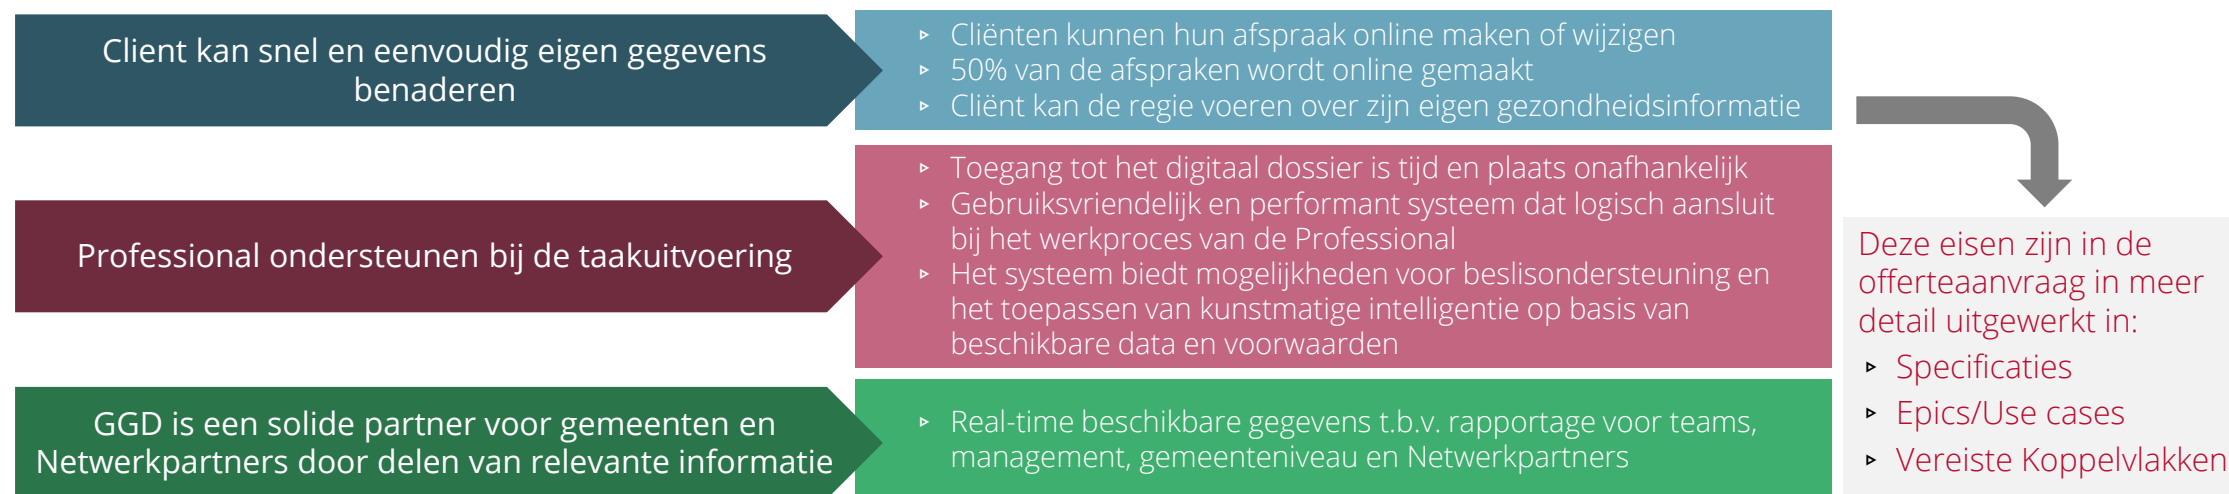 Client kan snel en eenvoudig eigen gegevens
benaderen
▹ Cliënten kunnen hun afspraak online maken of wijzigen
▹ 50% van de afspraken wordt online gemaakt
▹ Cliënt kan de regie voeren over zijn eigen gezondheidsinformatie
Professional ondersteunen bij de taakuitvoering
▹ Toegang tot het digitaal dossier is tijd en plaats onafhankelijk
▹ Gebruiksvriendelijk en performant systeem dat logisch aansluit
bij het werkproces van de Professional
▹ Het systeem biedt mogelijkheden voor beslisondersteuning en
het toepassen van kunstmatige intelligentie op basis van
beschikbare data en voorwaarden
GGD is een solide partner voor gemeenten en
Netwerkpartners door delen van relevante informatie
▹ Real-time beschikbare gegevens t.b.v. rapportage voor teams,
management, gemeenteniveau en Netwerkpartners
Deze eisen zijn in de
offerteaanvraag in meer
detail uitgewerkt in:
▹ Specificaties
▹ Epics/Use cases
▹ Vereiste Koppelvlakken